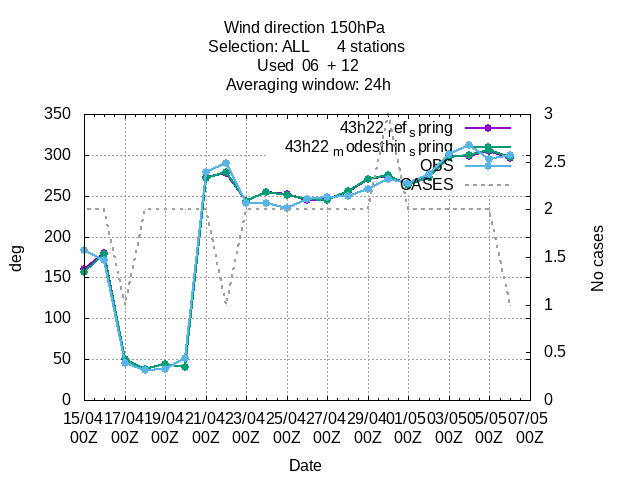 Wind direction 150hPa
Selection: ALL 4 stations
Used 06 + 12
Averaging window: 24h
350
300
250
200
150
100
50
0
deg
3
2.5
2
1.5
1
0.5
0
No cases
43h22 refspring
43h22 modesthinspring
OBS
CASES
15/04 17/04 19/04 21/04 23/04 25/04 27/04 29/04 01/05 03/05 05/05 07/05
00Z 00Z 00Z 00Z 00Z 00Z 00Z 00Z 00Z 00Z 00Z 00Z
Date